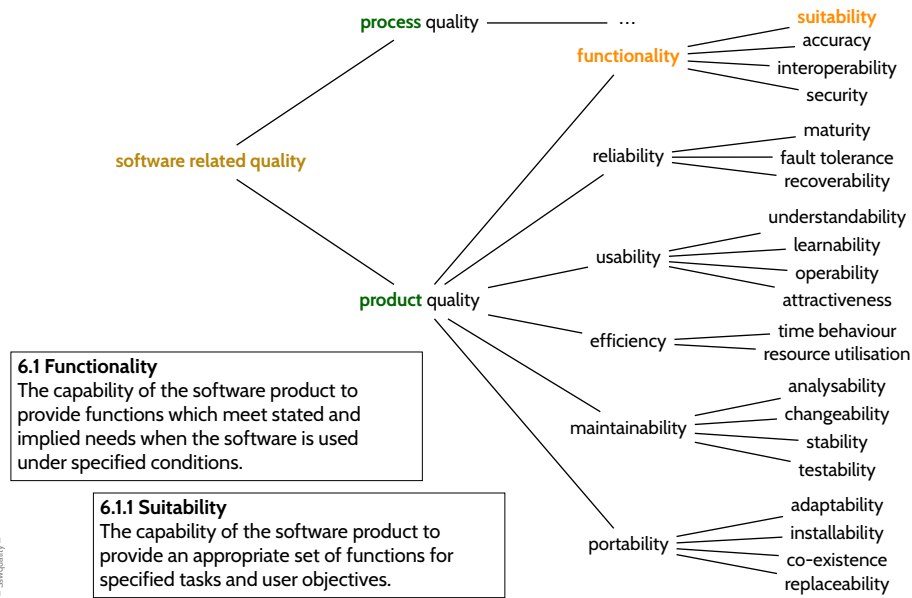 process quality
...
software related quality
product quality
functionality
suitability
accuracy
interoperability
security
reliability
maturity
fault tolerance
recoverability
usability
understandability
learnability
operability
attractiveness
efficiency
time behaviour
resource utilisation
maintainability
analysability
changeability
stability
testability
portability
adaptability
installability
co-existence
replaceability
6.1 Functionality
The capability of the software product to
provide functions which meet stated and
implied needs when the software is used
under specified conditions.
6.1.1 Suitability
The capability of the software product to
provide an appropriate set of functions for
specified tasks and user objectives.